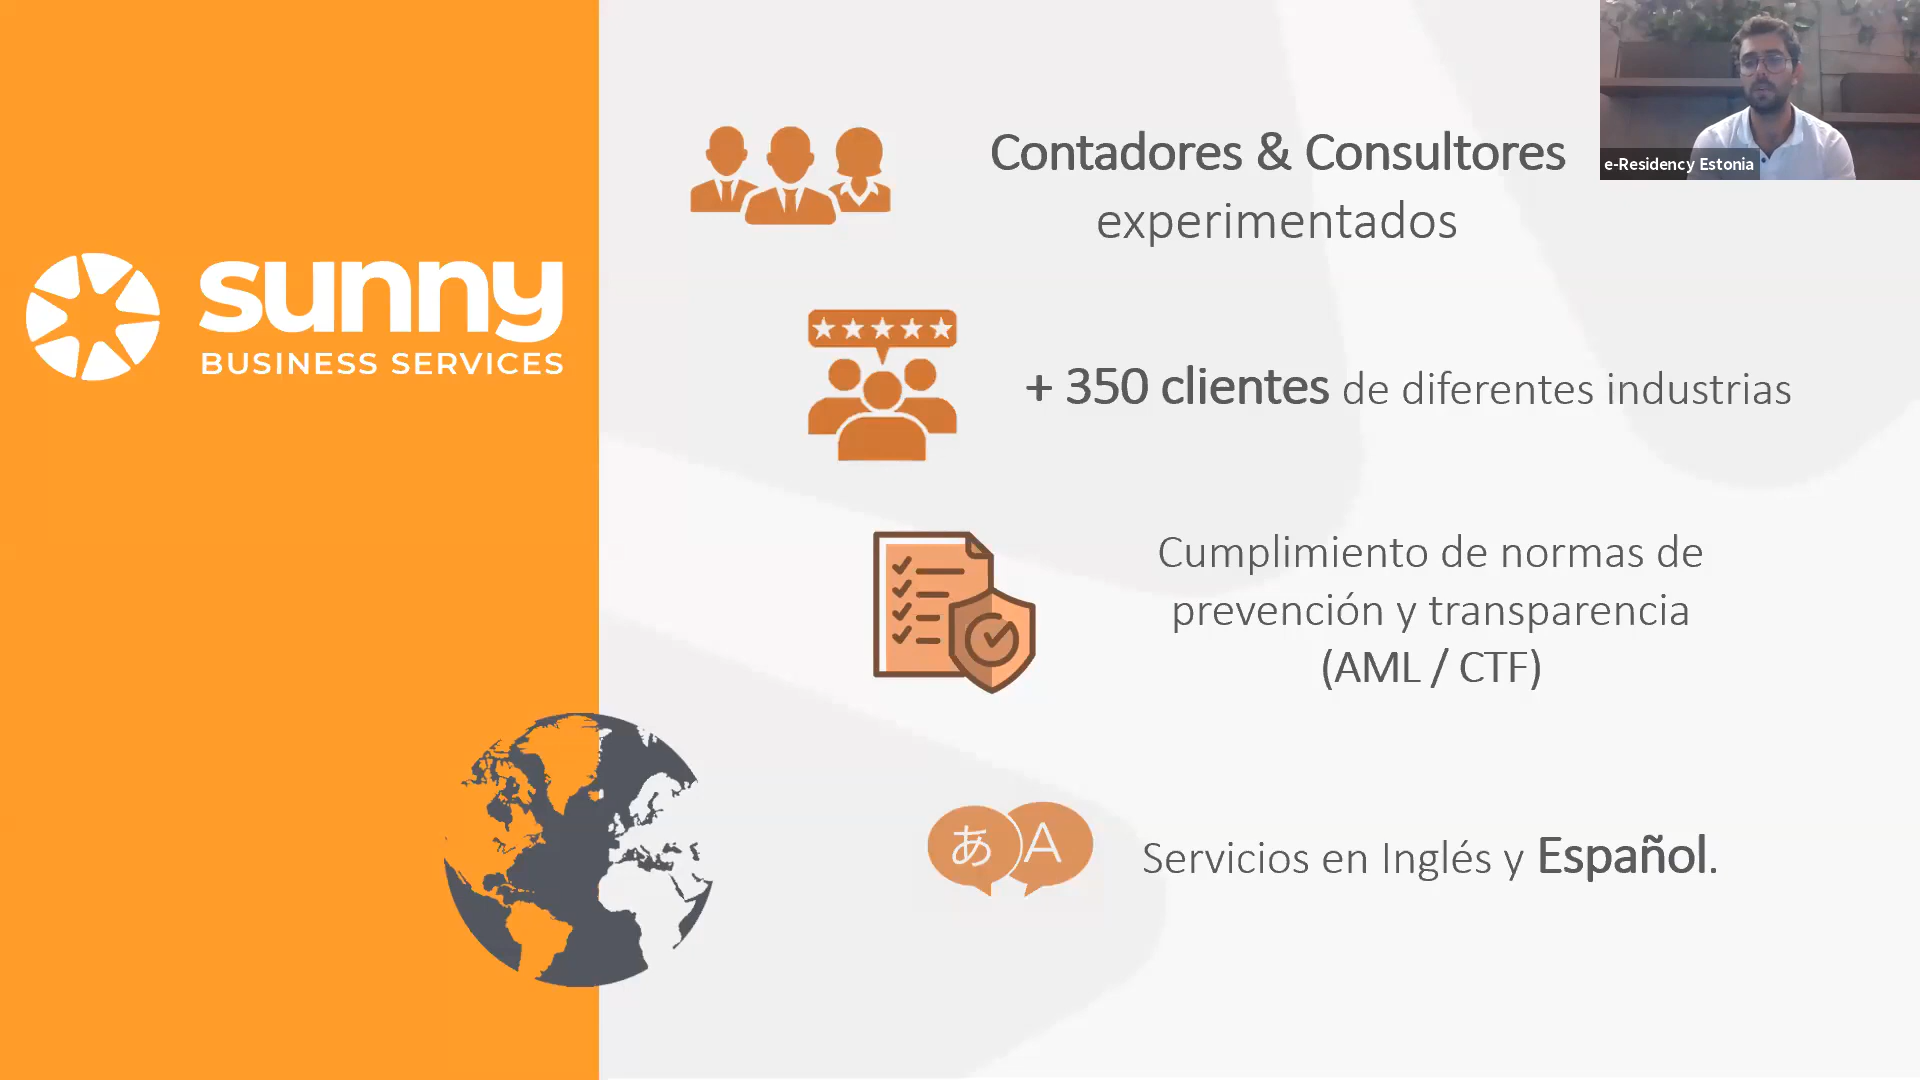 sunny
BUSINESS SERVICES
Contadores & Consultores
experimentados
+ 350 clientes de diferentes industrias
Cumplimiento de normas de
prevención y transparencia
(AML / CTF)
あ A
Servicios en Inglés y Español.
e-Residency Estonia